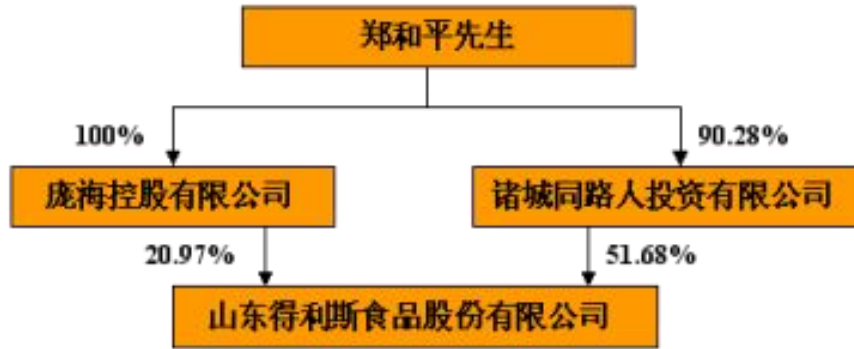 郑和平先生
100%
90.28%
庞海控股有限公司
诸城同路人投资有限公司
20.97%
51.68%
山东得利斯食品股份有限公司